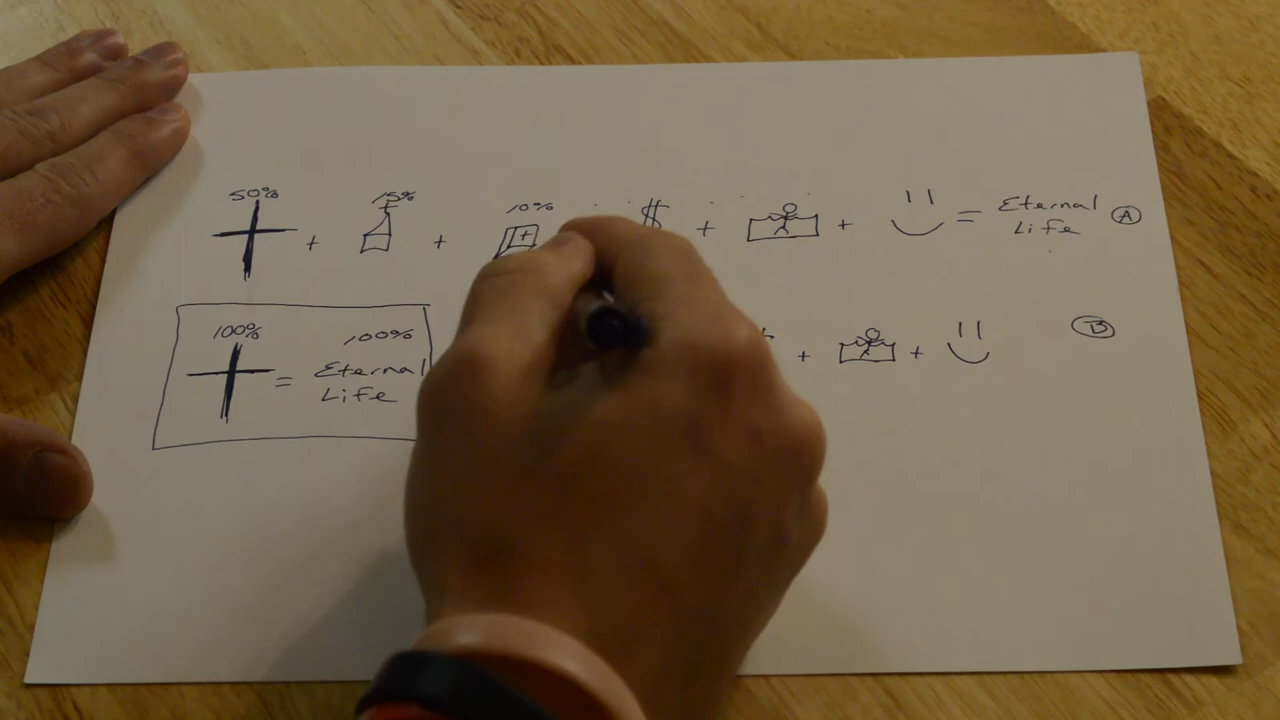 50% 15% 10%
+ + $ + + = Eternal Life A
100% = 100% Eternal Life
+ + B